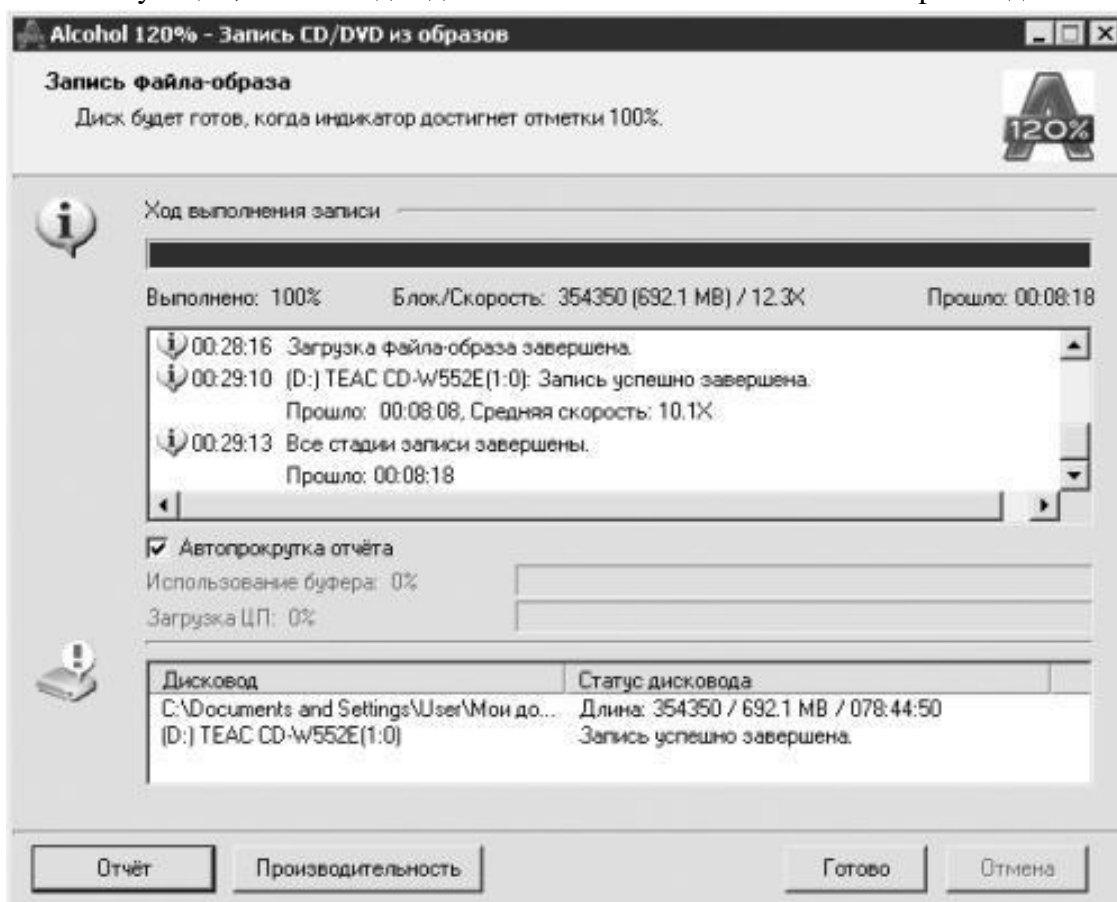 Alcohol 120% - Запись CD/DVD из образов
Запись файла-образа
Диск будет готов, когда индикатор достигнет отметки 100%.
120%
Ход выполнения записи
Выполнено: 100% Блок/Скорость: 354350 (692.1 MB) / 12.3X Прошло: 00:08:18
00:28:16 Загрузка файла-образа завершена.
00:29:10 (D:) TEAC CD-W552E(1:0): Запись успешно завершена.
Прошло: 00:08:08, Средняя скорость: 10.1X
00:29:13 Все стадии записи завершены.
Прошло: 00:08:18
Автопрокрутка отчёта
Использование буфера: 0%
Загрузка ЦП: 0%
Дисковод Статус дисковода
C:\Documents and Settings\User\Мои до... Длина: 354350 / 692.1 MB / 078:44:50
(D:) TEAC CD-W552E(1:0) Запись успешно завершена.
Отчёт Производительность Готово Отмена